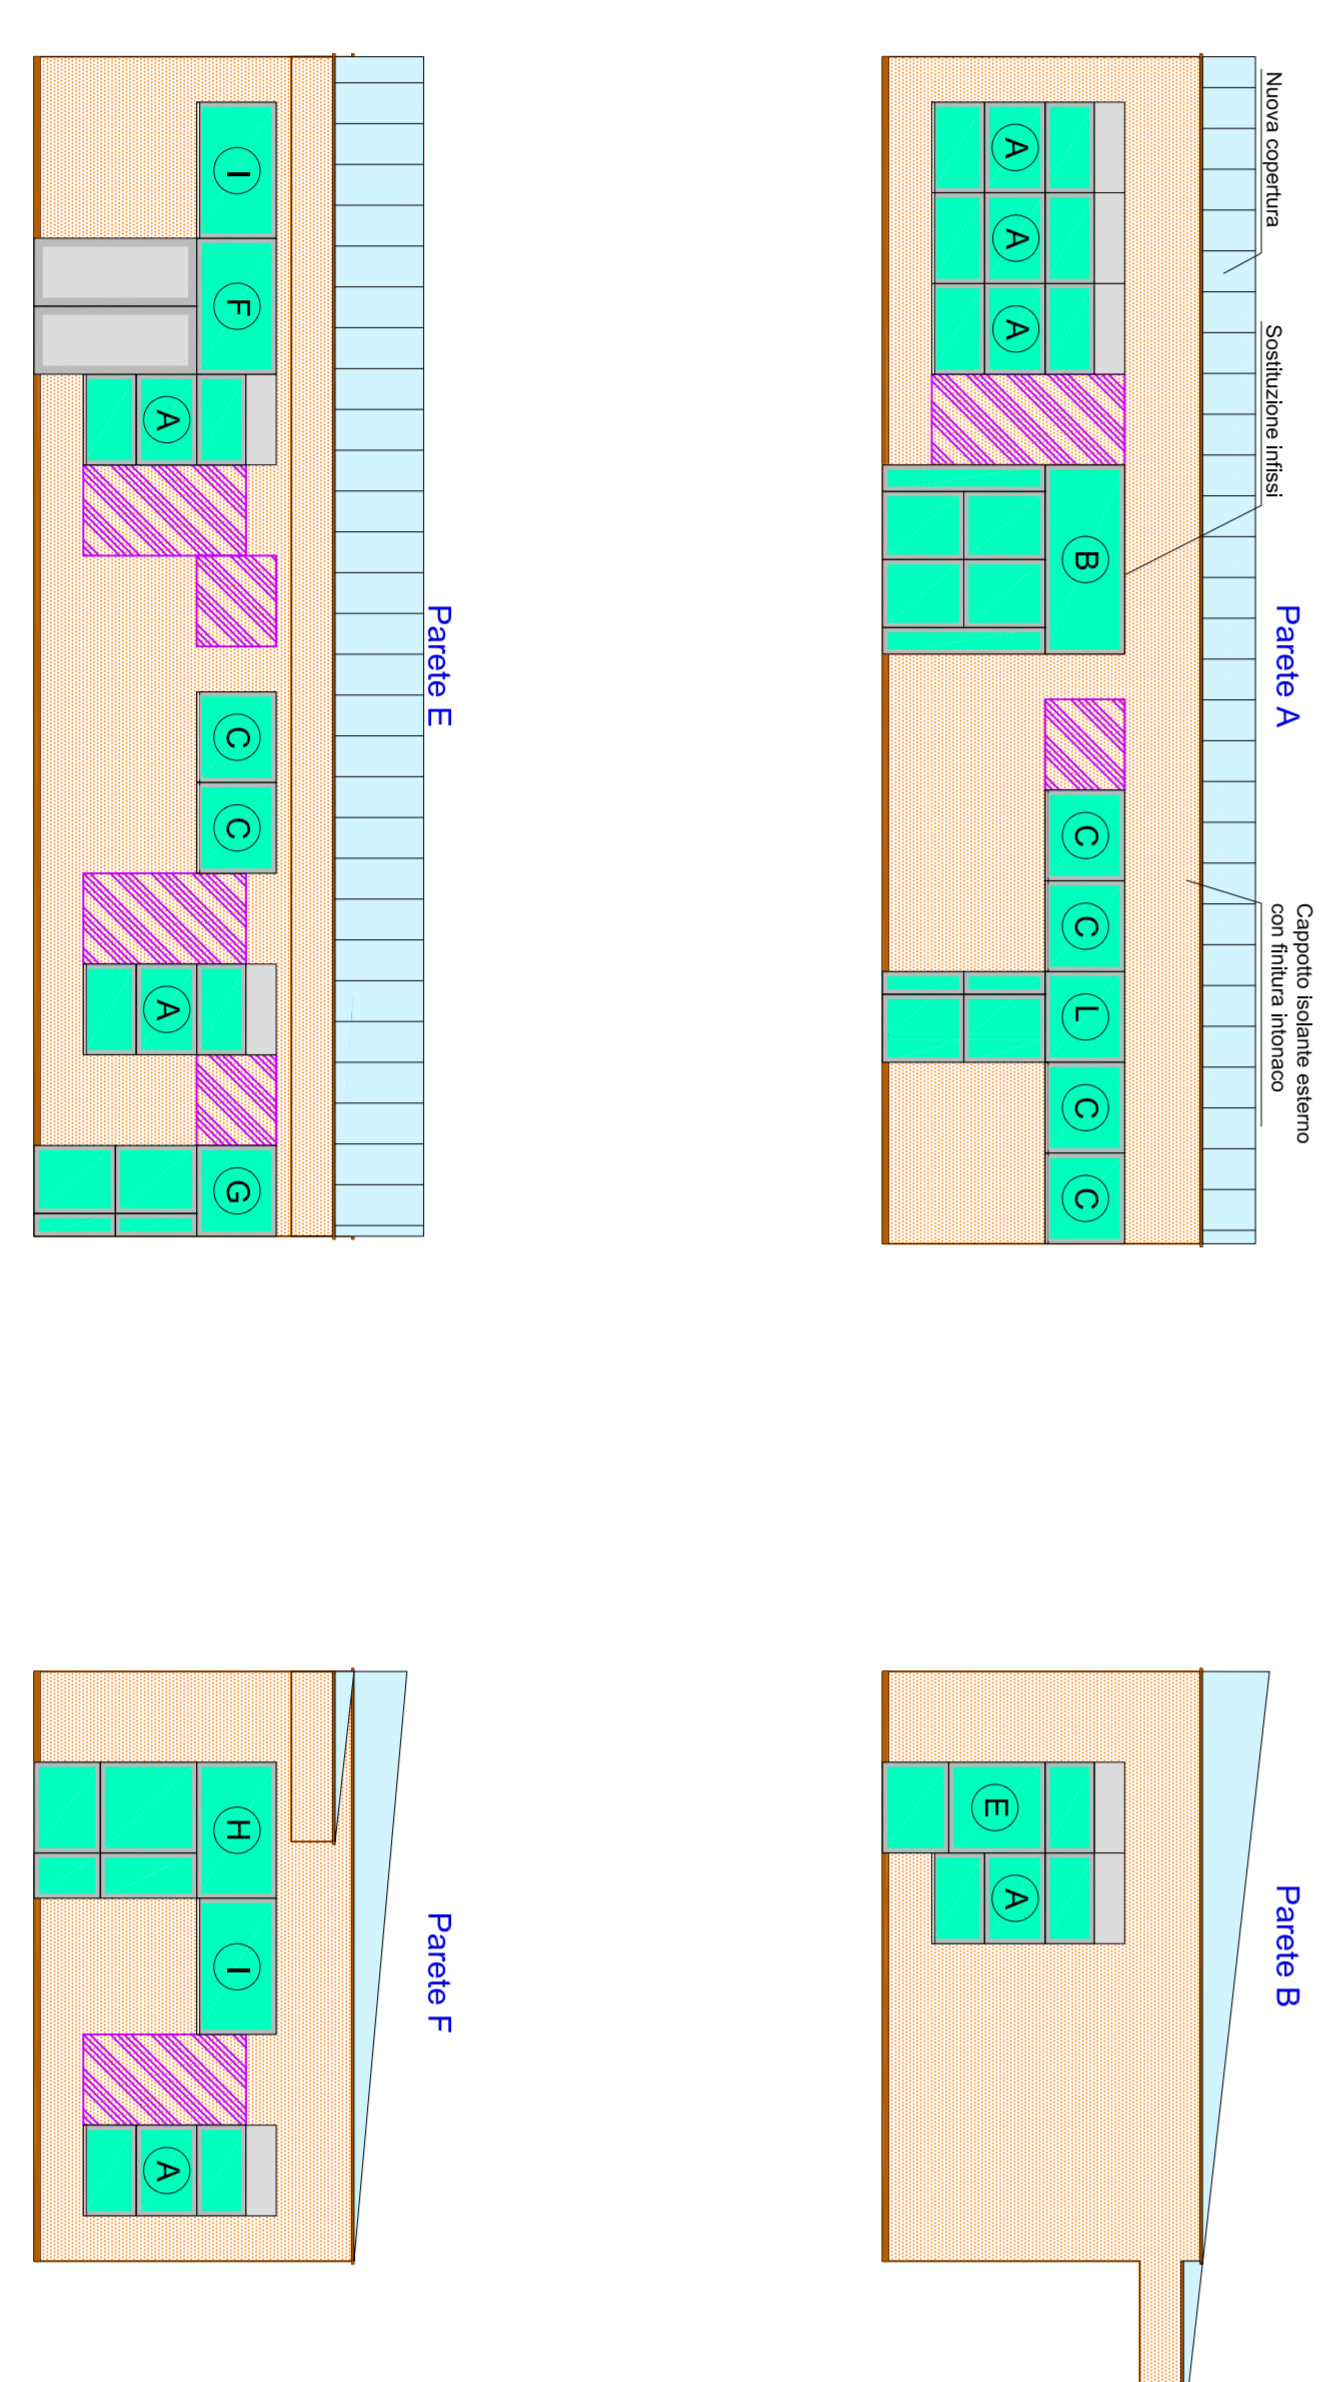 Parete A
Nuova copertura
Sostituzione infissi
Cappotto isolante esterno
con finitura intonaco
A
A
A
B
C
C
L
C
C
Parete B
E
A
Parete E
I
F
A
C
C
A
G
Parete F
H
I
A